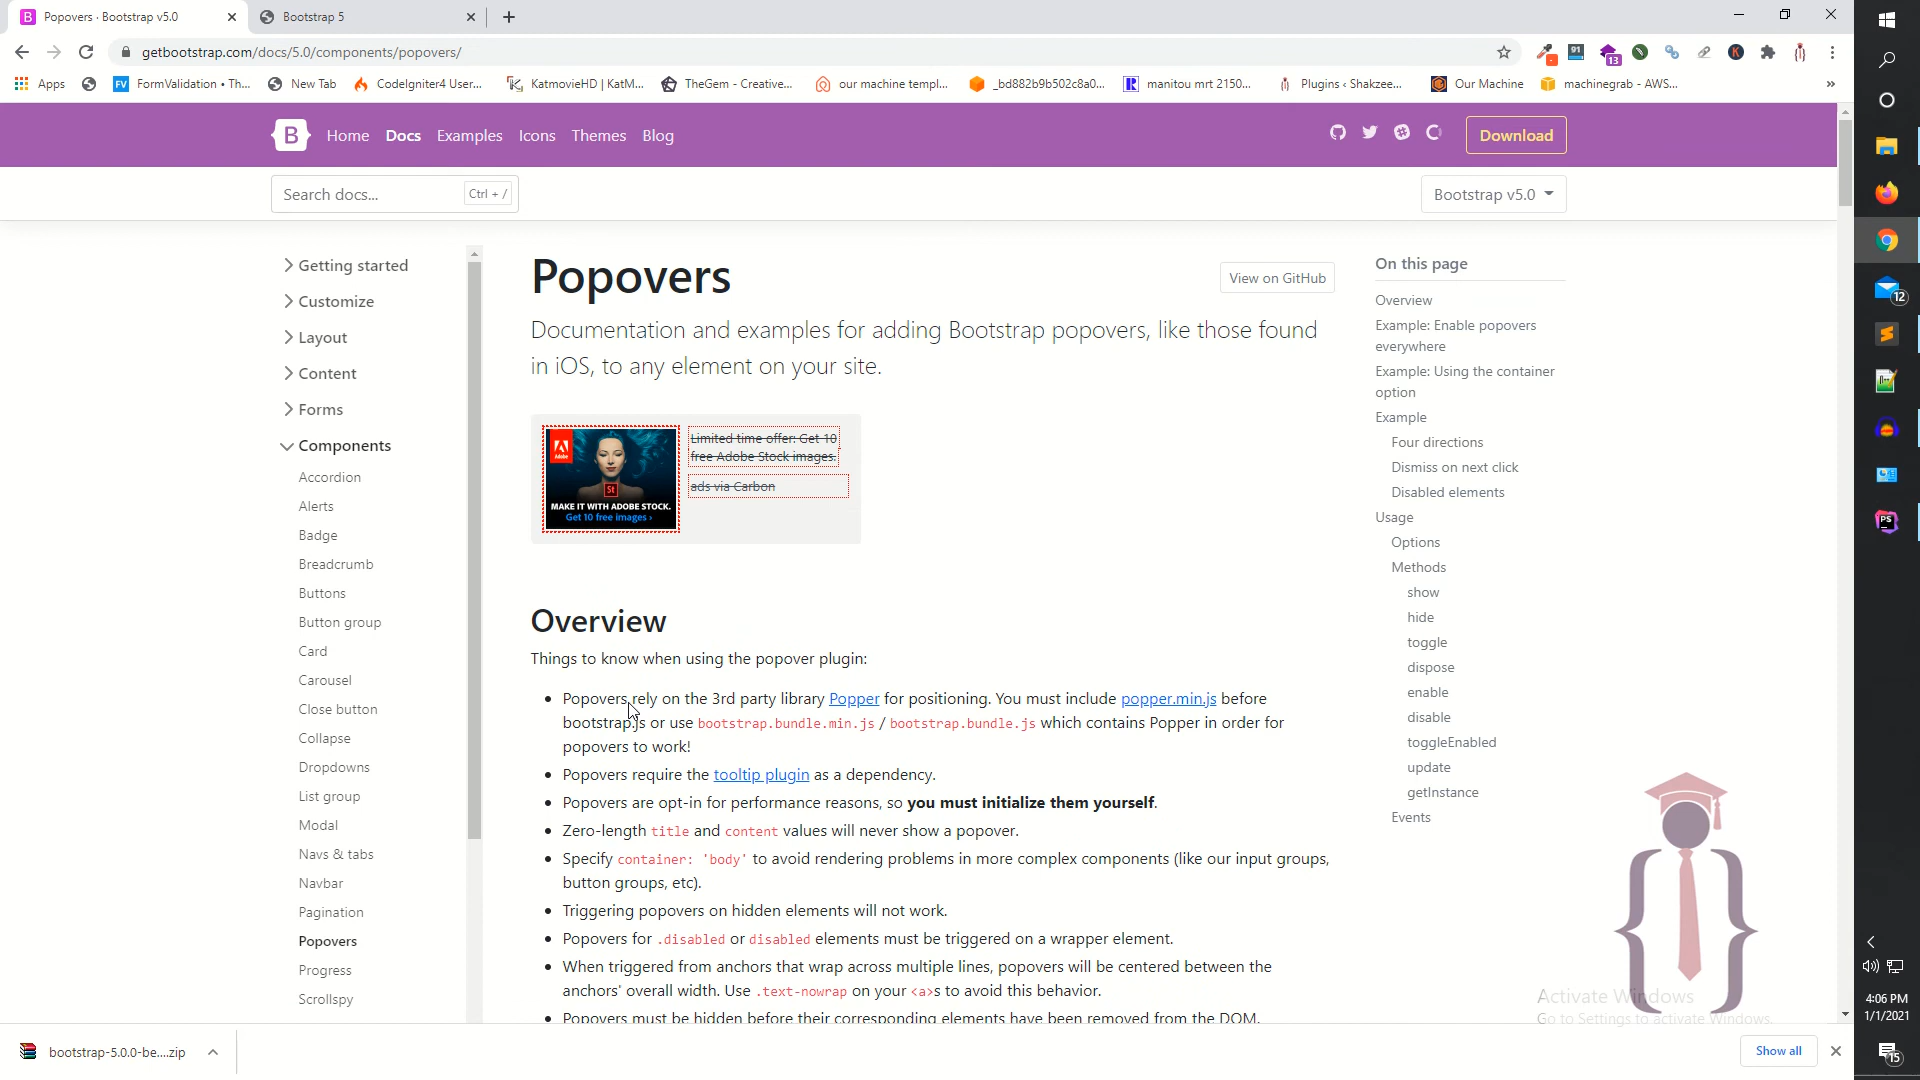 Popovers · Bootstrap v5.0
Bootstrap 5
getbootstrap.com/docs/5.0/components/popovers/
91
13
Apps
FormValidation • Th...
New Tab
CodeIgniter4 User...
KatmovieHD | KatM...
TheGem - Creative...
our machine templ...
_bd882b9b502c8a0...
manitou mrt 2150...
Plugins ‹ Shakzee...
Our Machine
machinegrab - AWS...
»
B
Home
Docs
Examples
Icons
Themes
Blog
Download
Search docs...
Ctrl + /
Bootstrap v5.0
Getting started
Customize
Layout
Content
Forms
Components
Accordion
Alerts
Badge
Breadcrumb
Buttons
Button group
Card
Carousel
Close button
Collapse
Dropdowns
List group
Modal
Navs & tabs
Navbar
Pagination
Popovers
Progress
Scrollspy
Popovers
View on GitHub
Documentation and examples for adding Bootstrap popovers, like those found
in iOS, to any element on your site.
Adobe
St
MAKE IT WITH ADOBE STOCK.
Get 10 free images ›
Limited time offer: Get 10
free Adobe Stock images.
ads via Carbon
Overview
Things to know when using the popover plugin:
Popovers rely on the 3rd party library Popper for positioning. You must include popper.min.js before
bootstrap.js or use bootstrap.bundle.min.js / bootstrap.bundle.js which contains Popper in order for
popovers to work!
Popovers require the tooltip plugin as a dependency.
Popovers are opt-in for performance reasons, so you must initialize them yourself.
Zero-length title and content values will never show a popover.
Specify container: 'body' to avoid rendering problems in more complex components (like our input groups,
button groups, etc).
Triggering popovers on hidden elements will not work.
Popovers for .disabled or disabled elements must be triggered on a wrapper element.
When triggered from anchors that wrap across multiple lines, popovers will be centered between the
anchors' overall width. Use .text-nowrap on your <a>s to avoid this behavior.
Popovers must be hidden before their corresponding elements have been removed from the DOM.
On this page
Overview
Example: Enable popovers
everywhere
Example: Using the container
option
Example
Four directions
Dismiss on next click
Disabled elements
Usage
Options
Methods
show
hide
toggle
dispose
enable
disable
toggleEnabled
update
getInstance
Events
Activate Windows
Go to Settings to activate Windows.
12
PS
4:06 PM
1/1/2021
15
bootstrap-5.0.0-be....zip
Show all